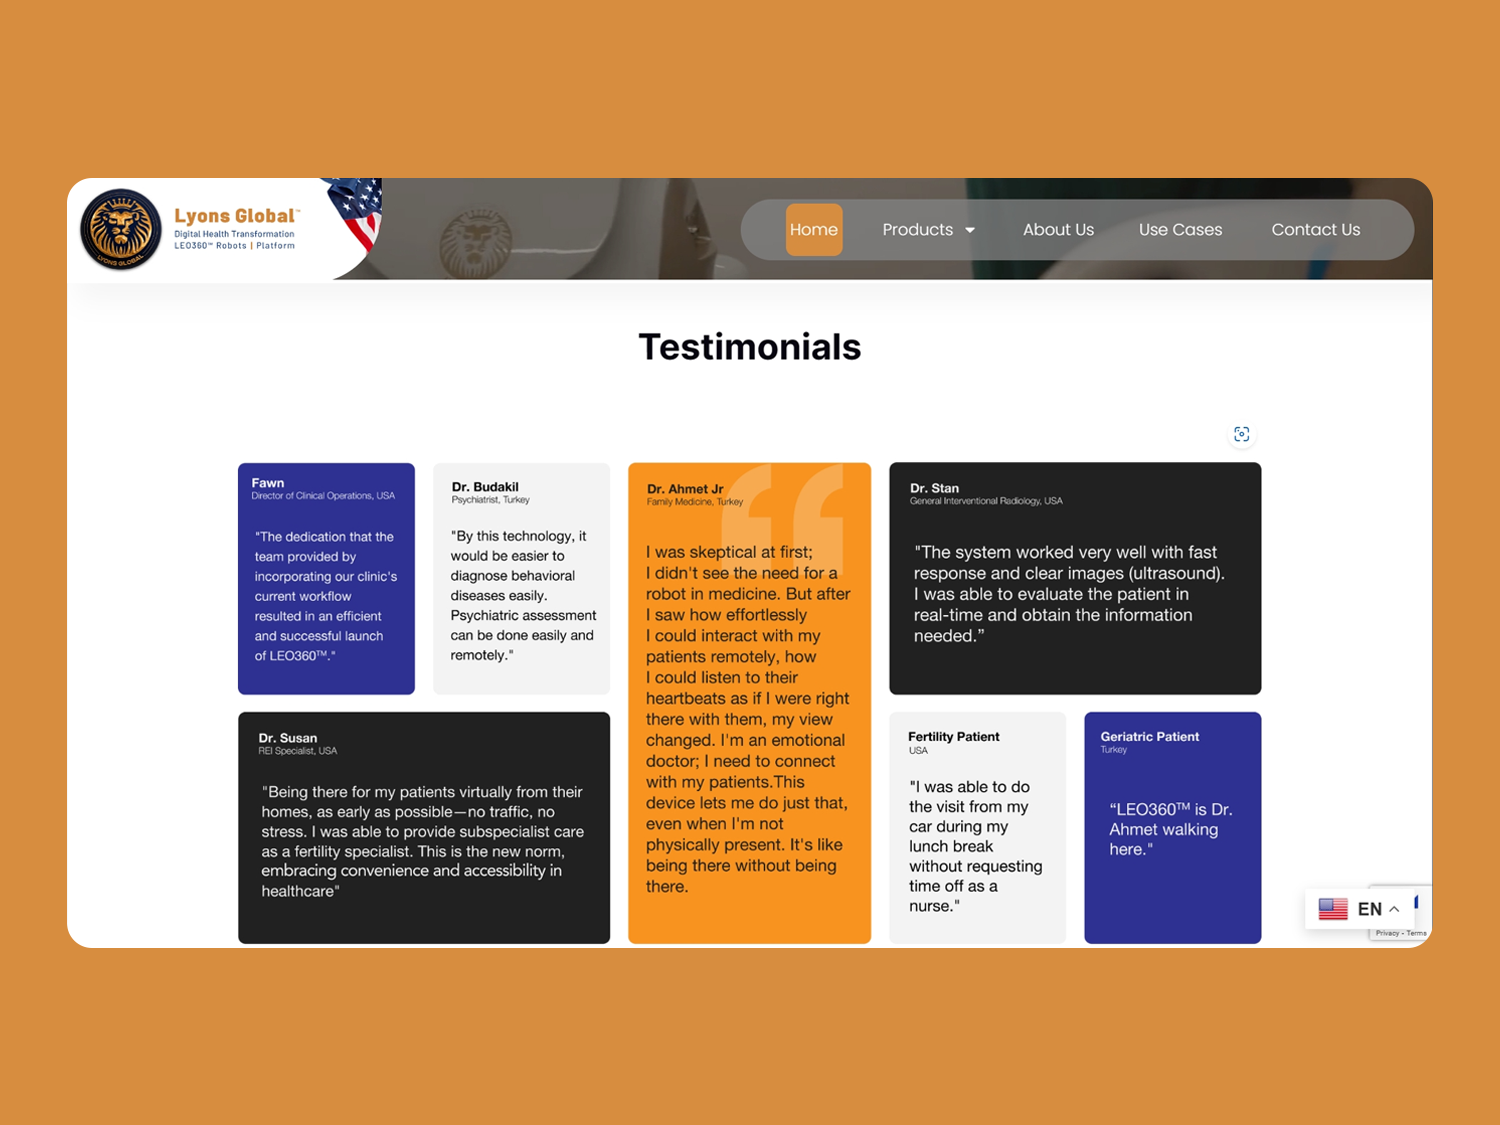 Lyons Global™
Digital Health Transformation
LEO360™ Robots | Platform
LYONS GLOBAL
Home
Products
About Us
Use Cases
Contact Us
Testimonials
Fawn
Director of Clinical Operations, USA
"The dedication that the
team provided by
incorporating our clinic's
current workflow
resulted in an efficient
and successful launch
of LEO360™."
Dr. Budakil
Psychiatrist, Turkey
"By this technology, it
would be easier to
diagnose behavioral
diseases easily.
Psychiatric assessment
can be done easily and
remotely."
Dr. Ahmet Jr
Family Medicine, Turkey
I was skeptical at first;
I didn't see the need for a
robot in medicine. But after
I saw how effortlessly
I could interact with my
patients remotely, how
I could listen to their
heartbeats as if I were right
there with them, my view
changed. I'm an emotional
doctor; I need to connect
with my patients.This
device lets me do just that,
even when I'm not
physically present. It's like
being there without being
there.
Dr. Stan
General Interventional Radiology, USA
"The system worked very well with fast
response and clear images (ultrasound).
I was able to evaluate the patient in
real-time and obtain the information
needed.”
Dr. Susan
REI Specialist, USA
"Being there for my patients virtually from their
homes, as early as possible—no traffic, no
stress. I was able to provide subspecialist care
as a fertility specialist. This is the new norm,
embracing convenience and accessibility in
healthcare"
Fertility Patient
USA
"I was able to do
the visit from my
car during my
lunch break
without requesting
time off as a
nurse."
Geriatric Patient
Turkey
“LEO360™ is Dr.
Ahmet walking
here."
EN
Privacy - Terms